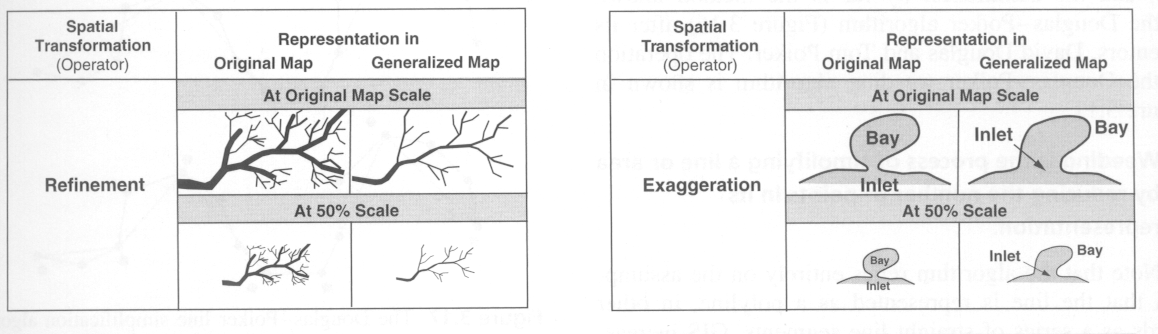 Spatial
Transformation
(Operator)
Representation in
Original Map
Generalized Map
At Original Map Scale
Refinement
At 50% Scale
Spatial
Transformation
(Operator)
Representation in
Original Map
Generalized Map
At Original Map Scale
Exaggeration
Bay
Inlet
Inlet
Bay
At 50% Scale
Bay
Inlet
Inlet
Bay